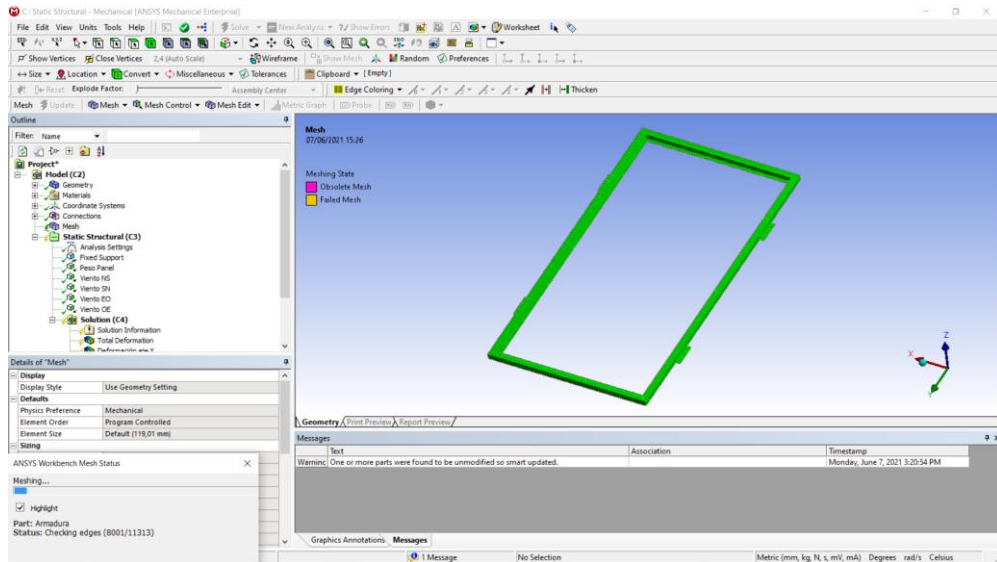 C : Static Structural - Mechanical [ANSYS Mechanical Enterprise]
File Edit View Units Tools Help Solve New Analysis ?/ Show Errors Worksheet
Show Vertices Close Vertices 2,4 (Auto Scale) Wireframe Show Mesh Random Preferences
Size Location Convert Miscellaneous Tolerances Clipboard [Empty]
Reset Explode Factor: Assembly Center Edge Coloring Thicken
Mesh Update Mesh Mesh Control Mesh Edit Metric Graph Probe
Outline
Filter: Name
Project*
Model (C2)
Geometry
Materials
Coordinate Systems
Connections
Mesh
Static Structural (C3)
Analysis Settings
Fixed Support
Peso Panel
Viento NS
Viento SN
Viento EO
Viento OE
Solution (C4)
Solution Information
Total Deformation
Deformación eje X
Details of "Mesh"
Display
Display Style Use Geometry Setting
Defaults
Physics Preference Mechanical
Element Order Program Controlled
Element Size Default (119,01 mm)
Sizing
ANSYS Workbench Mesh Status
Meshing...
Highlight
Part: Armadura
Status: Checking edges (8001/11313)
Mesh
07/06/2021 15:26
Meshing State
Obsolete Mesh
Failed Mesh
Z
X
Y
Geometry Print Preview Report Preview
Messages
Text Association Timestamp
Warning One or more parts were found to be unmodified so smart updated. Monday, June 7, 2021 3:20:54 PM
Graphics Annotations Messages
1 Message No Selection Metric (mm, kg, N, s, mV, mA) Degrees rad/s Celsius